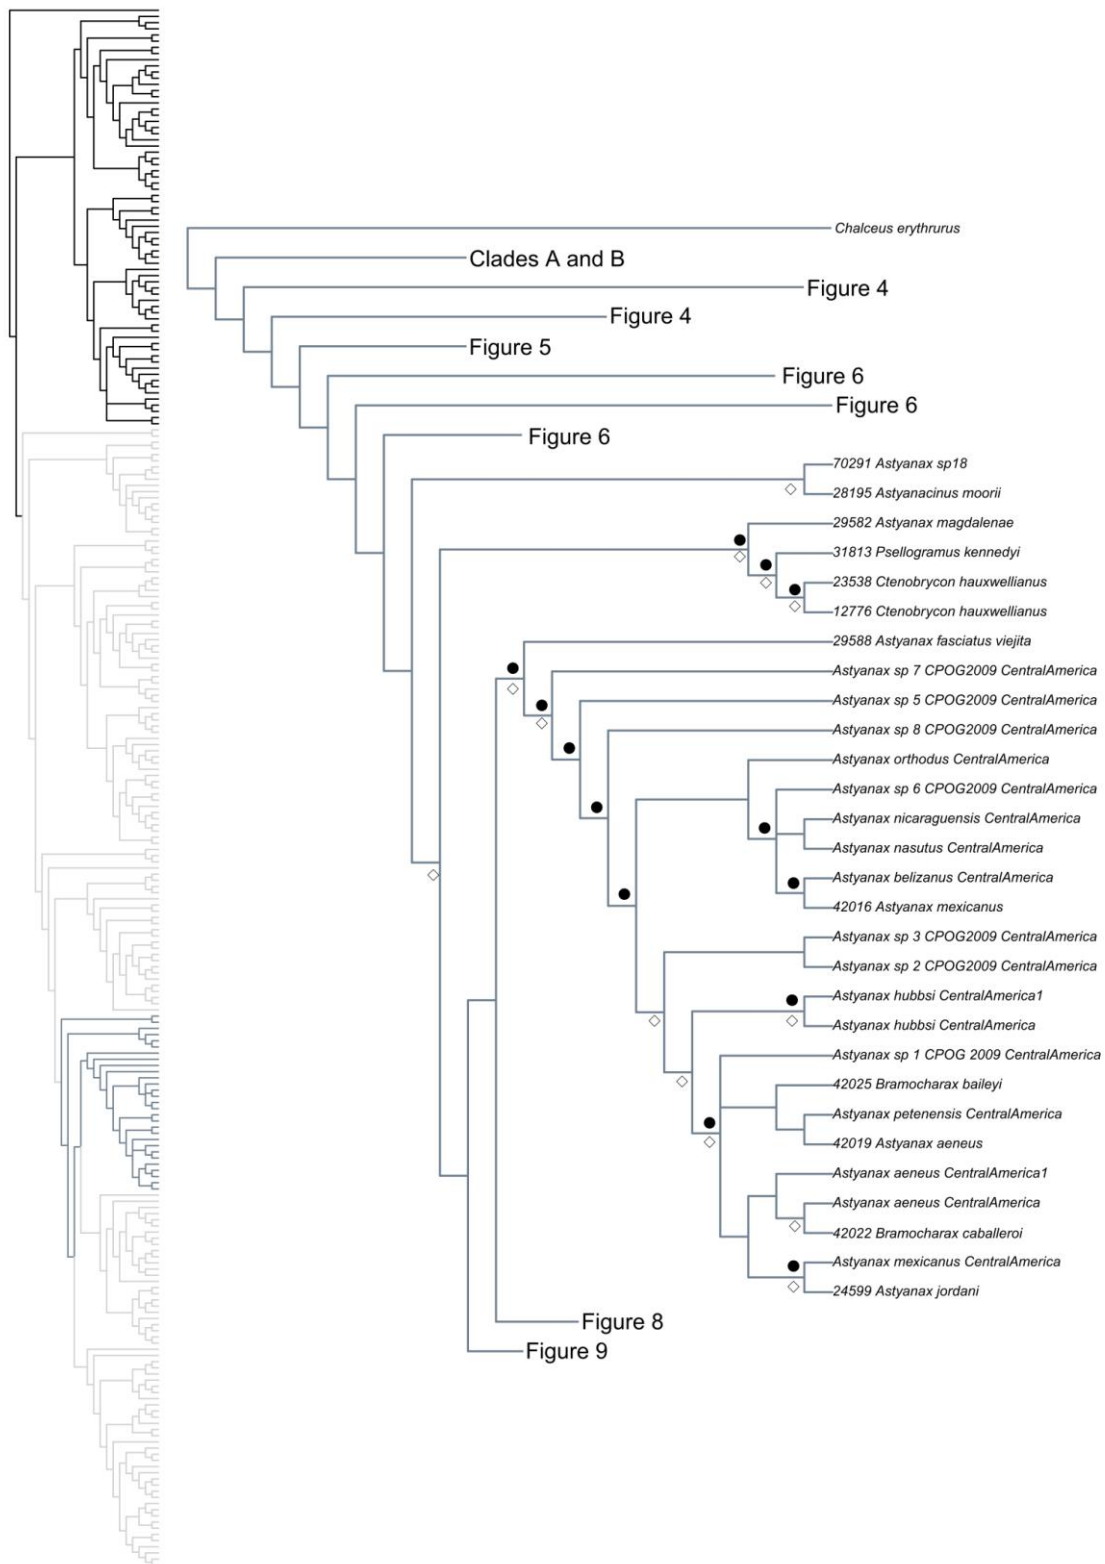 Chalceus erythrurus
Clades A and B
Figure 4
Figure 4
Figure 5
Figure 6
Figure 6
Figure 6
70291 Astyanax sp18
28195 Astyanacinus moorii
29582 Astyanax magdalenae
31813 Psellogramus kennedyi
23538 Ctenobrycon hauxwellianus
12776 Ctenobrycon hauxwellianus
29588 Astyanax fasciatus viejita
Astyanax sp 7 CPOG2009 CentralAmerica
Astyanax sp 5 CPOG2009 CentralAmerica
Astyanax sp 8 CPOG2009 CentralAmerica
Astyanax orthodus CentralAmerica
Astyanax sp 6 CPOG2009 CentralAmerica
Astyanax nicaraguensis CentralAmerica
Astyanax nasutus CentralAmerica
Astyanax belizanus CentralAmerica
42016 Astyanax mexicanus
Astyanax sp 3 CPOG2009 CentralAmerica
Astyanax sp 2 CPOG2009 CentralAmerica
Astyanax hubbsi CentralAmerica1
Astyanax hubbsi CentralAmerica
Astyanax sp 1 CPOG 2009 CentralAmerica
42025 Bramocharax baileyi
Astyanax petenensis CentralAmerica
42019 Astyanax aeneus
Astyanax aeneus CentralAmerica1
Astyanax aeneus CentralAmerica
42022 Bramocharax caballeroi
Astyanax mexicanus CentralAmerica
24599 Astyanax jordani
Figure 8
Figure 9